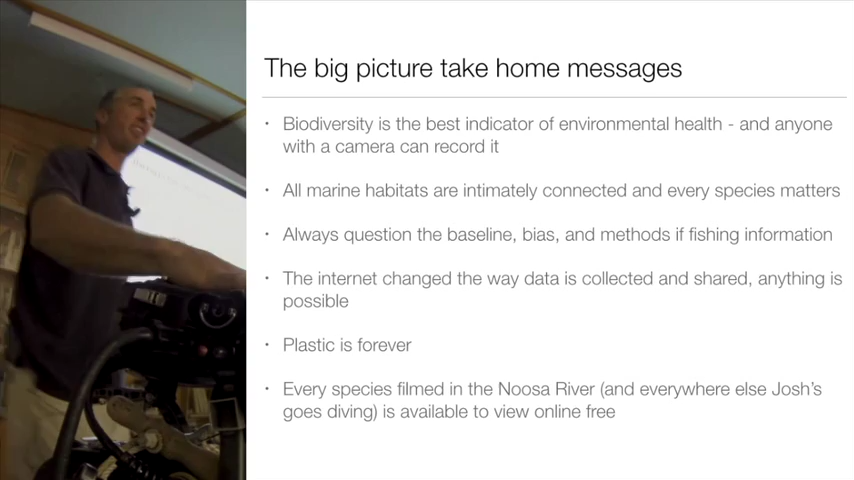 The big picture take home messages
• Biodiversity is the best indicator of environmental health - and anyone
with a camera can record it
• All marine habitats are intimately connected and every species matters
• Always question the baseline, bias, and methods if fishing information
• The internet changed the way data is collected and shared, anything is
possible
• Plastic is forever
• Every species filmed in the Noosa River (and everywhere else Josh's
goes diving) is available to view online free